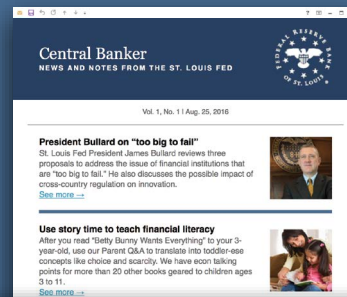 Central Banker
NEWS AND NOTES FROM THE ST. LOUIS FED
FEDERAL RESERVE BANK of ST. LOUIS
Vol. 1, No. 1 I Aug. 25, 2016
President Bullard on “too big to fail”
St. Louis Fed President James Bullard reviews three
proposals to address the issue of financial institutions that
are “too big to fail.” He also discusses the possible impact of
cross-country regulation on innovation.
See more →
Use story time to teach financial literacy
After you read “Betty Bunny Wants Everything” to your 3-
year-old, use our Parent Q&A to translate into toddler-ese
concepts like choice and scarcity. We have econ talking
points for more than 20 other books geared to children ages
3 to 11.
See more →